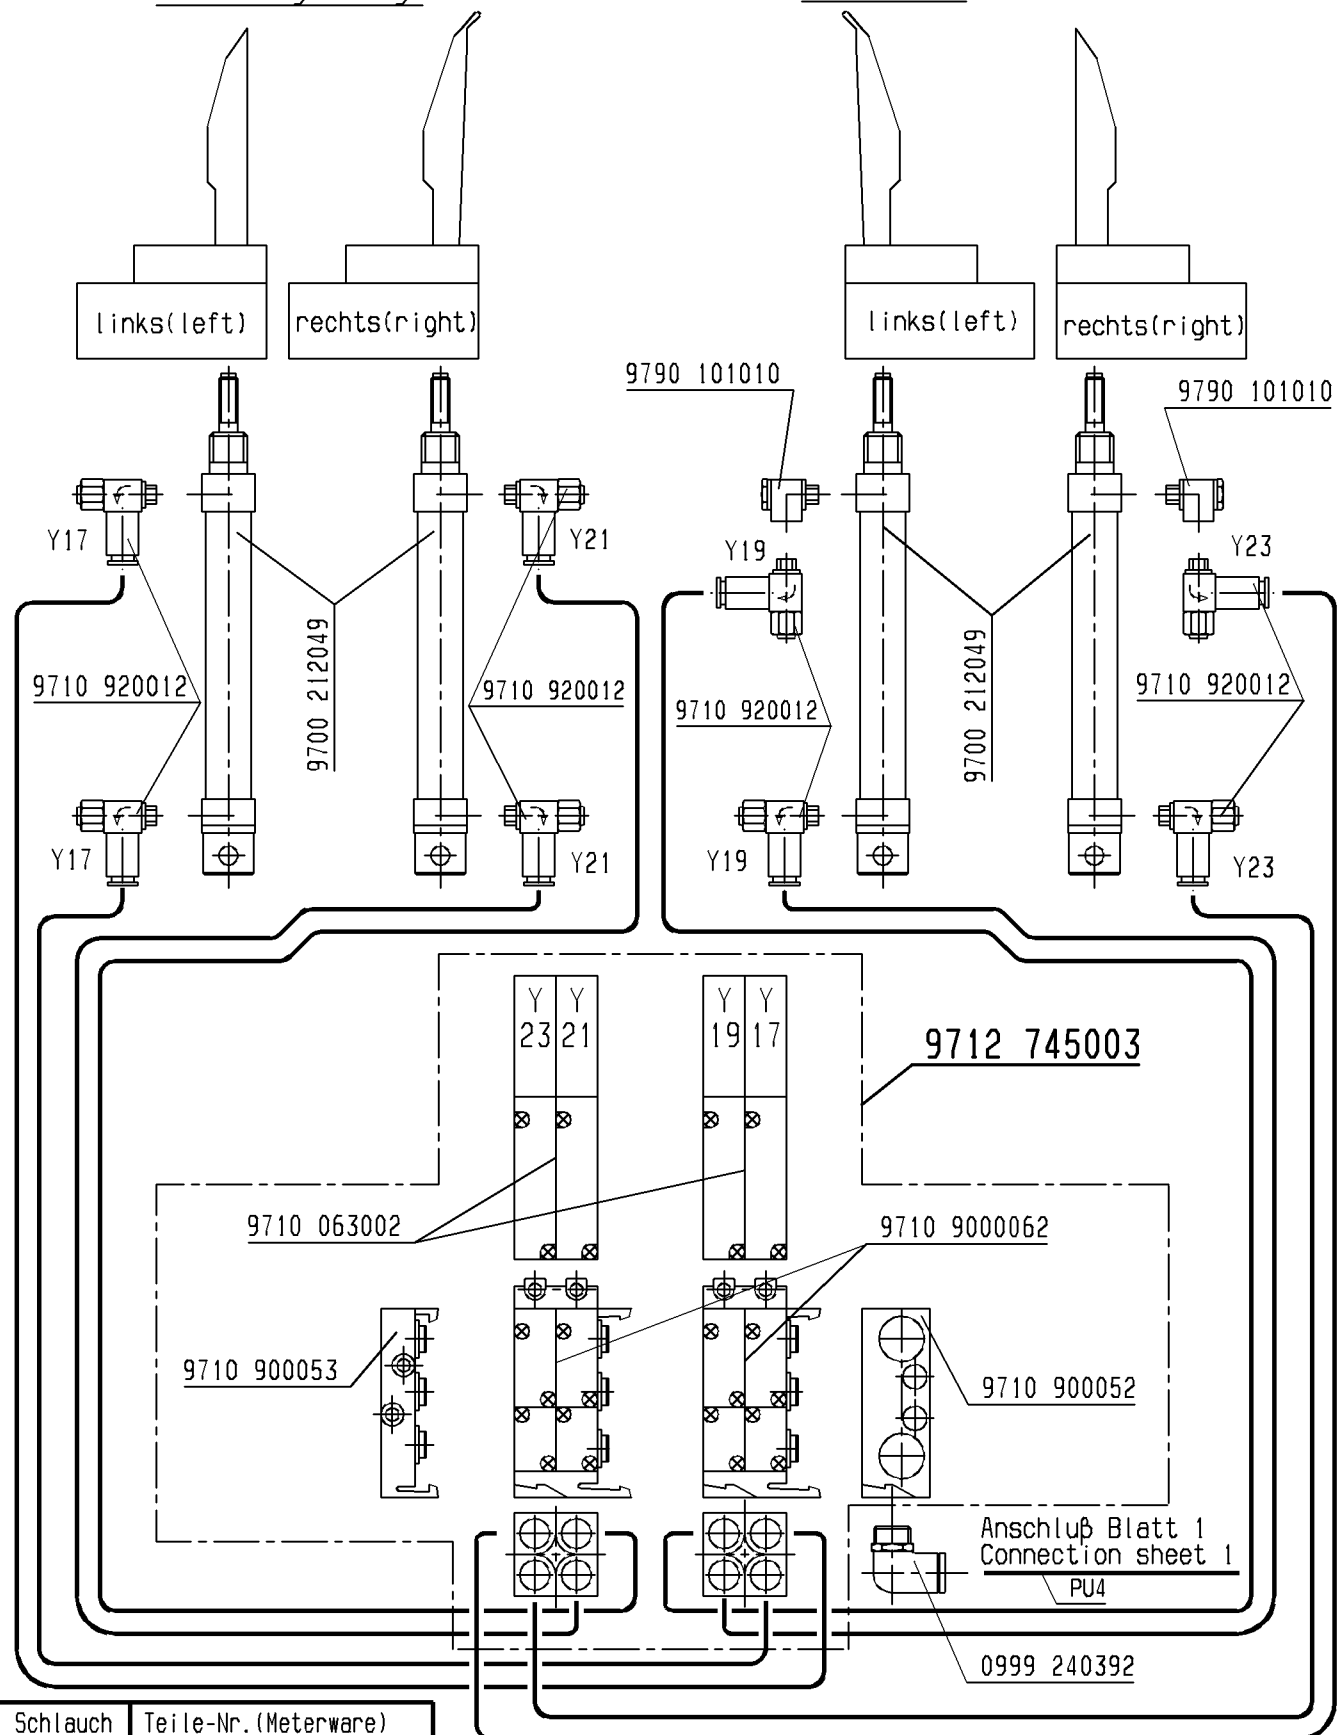 links(left)
rechts(right)
links(left)
rechts(right)
9790 101010
9790 101010
Y17
Y21
Y19
Y23
9700 212049
9700 212049
9710 920012
9710 920012
9710 920012
9710 920012
Y17
Y21
Y19
Y23
Y 23
Y 21
Y 19
Y 17
9712 745003
9710 063002
9710 9000062
9710 900053
9710 900052
Anschluß Blatt 1
Connection sheet 1
PU4
0999 240392
Schlauch
Teile-Nr.(Meterware)